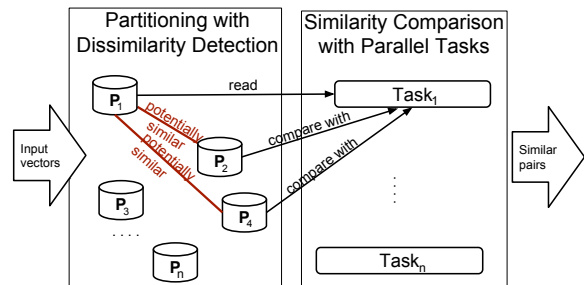 Partitioning with
Dissimilarity Detection
Similarity Comparison
with Parallel Tasks
Input
vectors
P1
potentially
similar
potentially
similar
P2
P3
. . . .
P4
Pn
read
compare with
compare with
Task1
. . . . .
Taskn
Similar
pairs